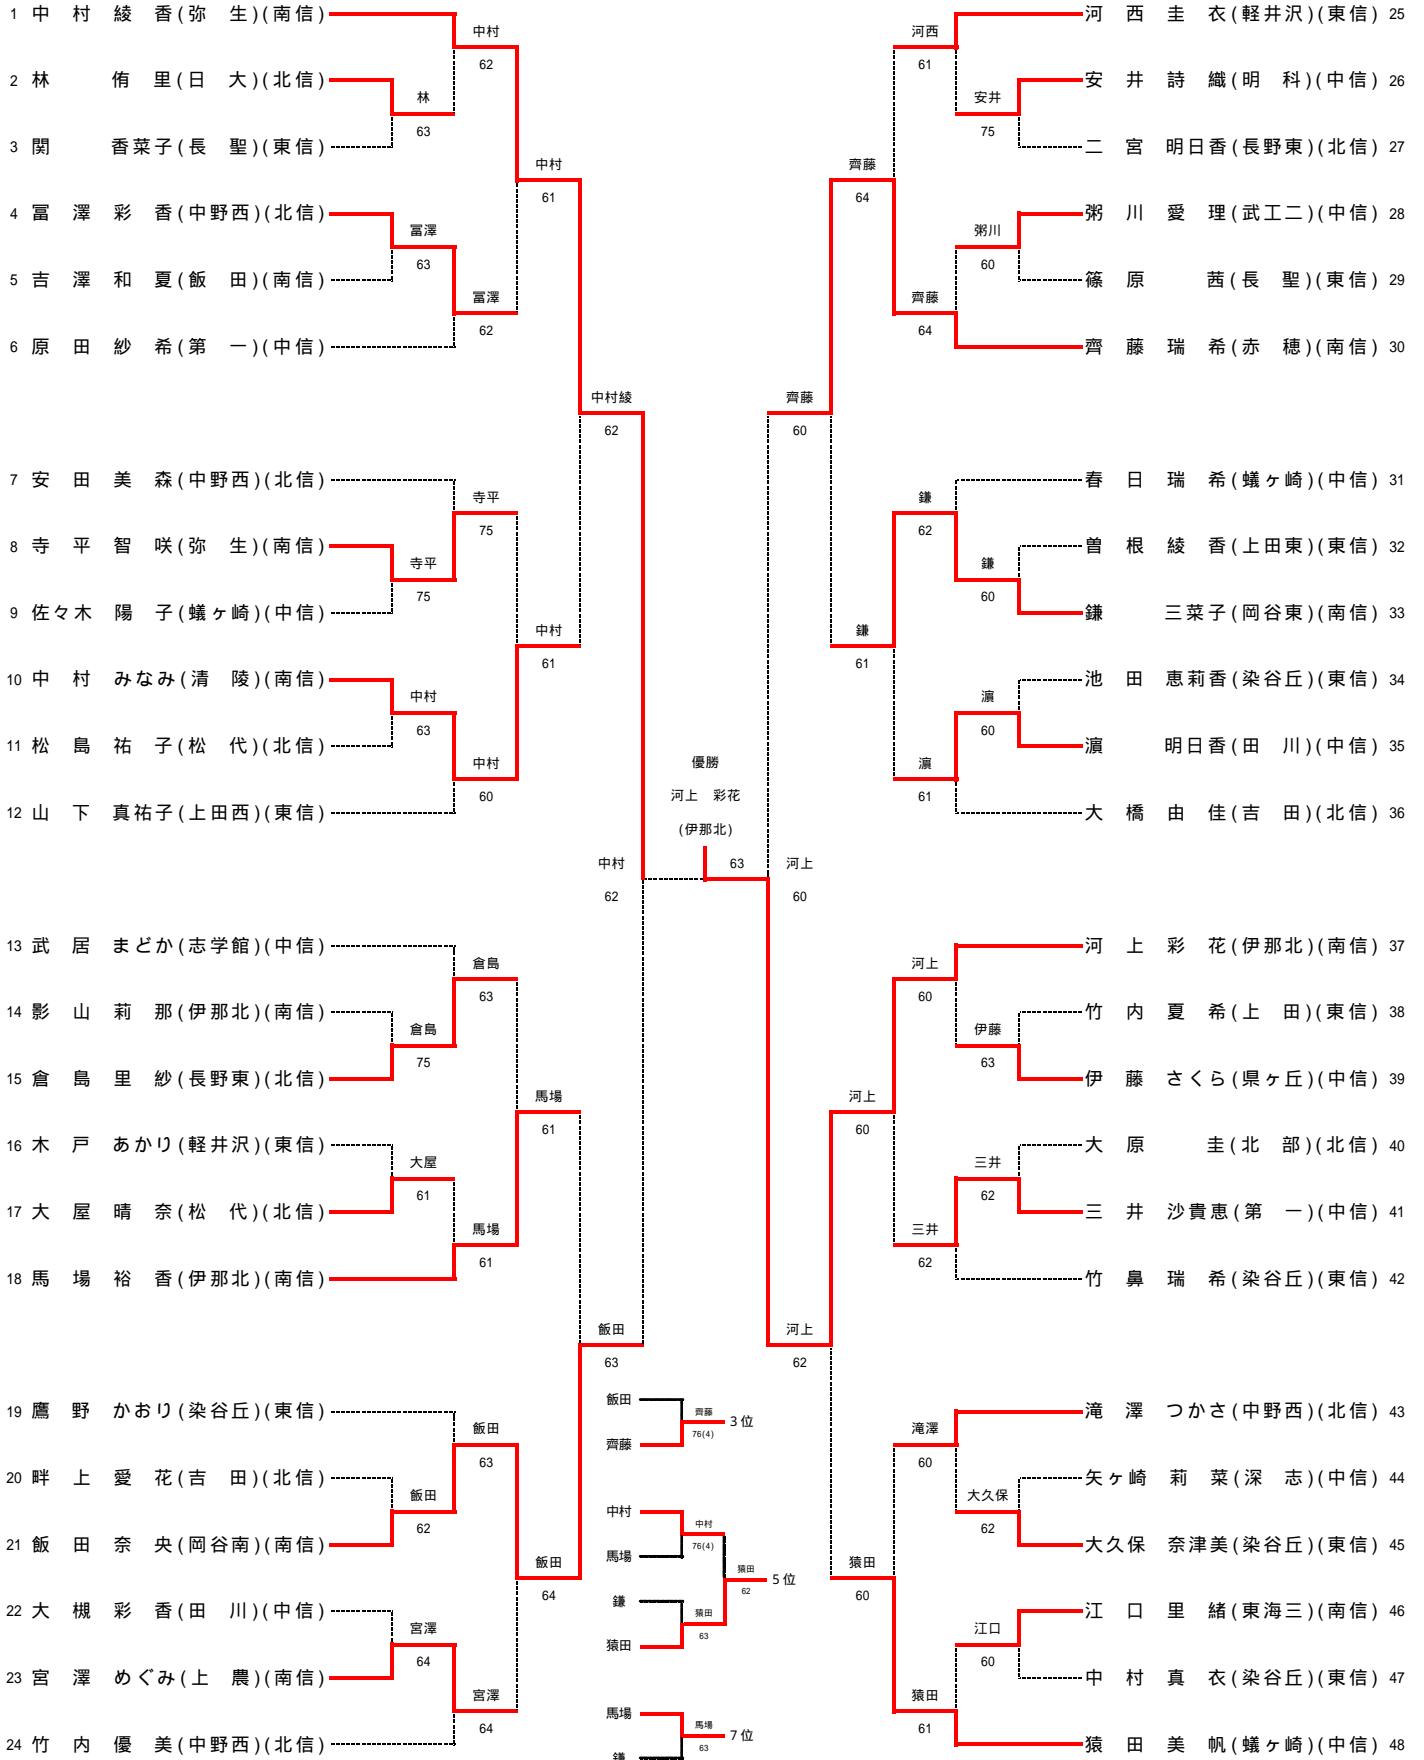 1 中 村 綾 香(弥 生)(南信)
2 林 侑 里(日 大)(北信)
3 関 香菜子(長 聖)(東信)
4 冨 澤 彩 香(中野西)(北信)
5 吉 澤 和 夏(飯 田)(南信)
6 原 田 紗 希(第 一)(中信)
7 安 田 美 森(中野西)(北信)
8 寺 平 智 咲(弥 生)(南信)
9 佐々木 陽 子(蟻ヶ崎)(中信)
10 中 村 みなみ(清 陵)(南信)
11 松 島 祐 子(松 代)(北信)
12 山 下 真祐子(上田西)(東信)
13 武 居 まどか(志学館)(中信)
14 影 山 莉 那(伊那北)(南信)
15 倉 島 里 紗(長野東)(北信)
16 木 戸 あかり(軽井沢)(東信)
17 大 屋 晴 奈(松 代)(北信)
18 馬 場 裕 香(伊那北)(南信)
19 鷹 野 かおり(染谷丘)(東信)
20 畔 上 愛 花(吉 田)(北信)
21 飯 田 奈 央(岡谷南)(南信)
22 大 槻 彩 香(田 川)(中信)
23 宮 澤 めぐみ(上 農)(南信)
24 竹 内 優 美(中野西)(北信)
林
63
冨澤
63
寺平
75
中村
63
倉島
75
大屋
61
飯田
62
宮澤
64
中村
62
冨澤
62
寺平
75
中村
60
倉島
63
馬場
61
飯田
63
宮澤
64
中村
61
中村
61
馬場
61
飯田
64
中村綾
62
飯田
63
中村
62
優勝
河上 彩花
(伊那北)
63
河上
60
齊藤
60
河上
62
齊藤
64
鎌
61
河上
60
猿田
60
河西
61
齊藤
64
鎌
62
濵
61
河上
60
三井
62
滝澤
60
猿田
61
安井
75
粥川
60
鎌
60
濵
60
伊藤
63
三井
62
大久保
62
江口
60
河 西 圭 衣(軽井沢)(東信) 25
安 井 詩 織(明 科)(中信) 26
二 宮 明日香(長野東)(北信) 27
粥 川 愛 理(武工二)(中信) 28
篠 原 茜(長 聖)(東信) 29
齊 藤 瑞 希(赤 穂)(南信) 30
春 日 瑞 希(蟻ヶ崎)(中信) 31
曽 根 綾 香(上田東)(東信) 32
鎌 三菜子(岡谷東)(南信) 33
池 田 恵莉香(染谷丘)(東信) 34
濵 明日香(田 川)(中信) 35
大 橋 由 佳(吉 田)(北信) 36
河 上 彩 花(伊那北)(南信) 37
竹 内 夏 希(上 田)(東信) 38
伊 藤 さくら(県ヶ丘)(中信) 39
大 原 圭(北 部)(北信) 40
三 井 沙貴恵(第 一)(中信) 41
竹 鼻 瑞 希(染谷丘)(東信) 42
滝 澤 つかさ(中野西)(北信) 43
矢ヶ崎 莉 菜(深 志)(中信) 44
大久保 奈津美(染谷丘)(東信) 45
江 口 里 緒(東海三)(南信) 46
中 村 真 衣(染谷丘)(東信) 47
猿 田 美 帆(蟻ヶ崎)(中信) 48
飯田
齊藤
齊藤
76(4)
3 位
中村
馬場
中村
76(4)
鎌
猿田
猿田
63
猿田
62
5 位
馬場
鎌
馬場
63
7 位